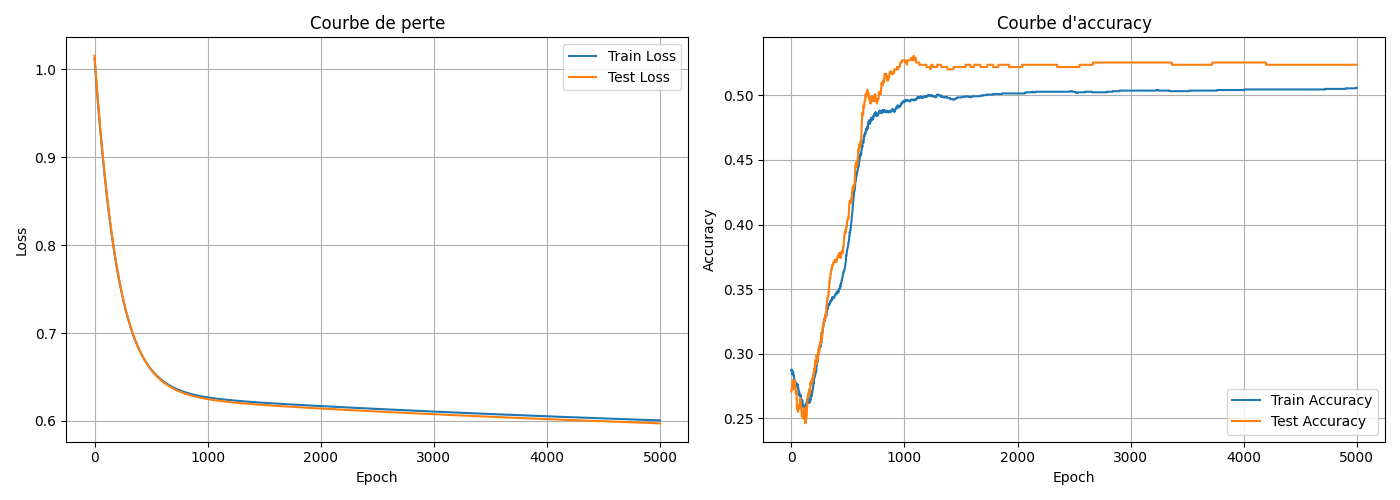 Courbe de perte
1.0
0.9
0.8
0.7
0.6
Loss
0
1000
2000
3000
4000
5000
Epoch
Train Loss
Test Loss
Courbe d'accuracy
0.50
0.45
0.40
0.35
0.30
0.25
Accuracy
0
1000
2000
3000
4000
5000
Epoch
Train Accuracy
Test Accuracy